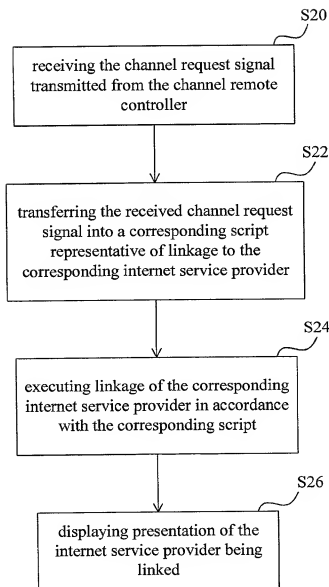 S20
receiving the channel request signal
transmitted from the channel remote
controller
S22
transferring the received channel request
signal into a corresponding script
representative of linkage to the
corresponding internet service provider
S24
executing linkage of the corresponding
internet service provider in accordance
with the corresponding script
S26
displaying presentation of the
internet service provider being
linked